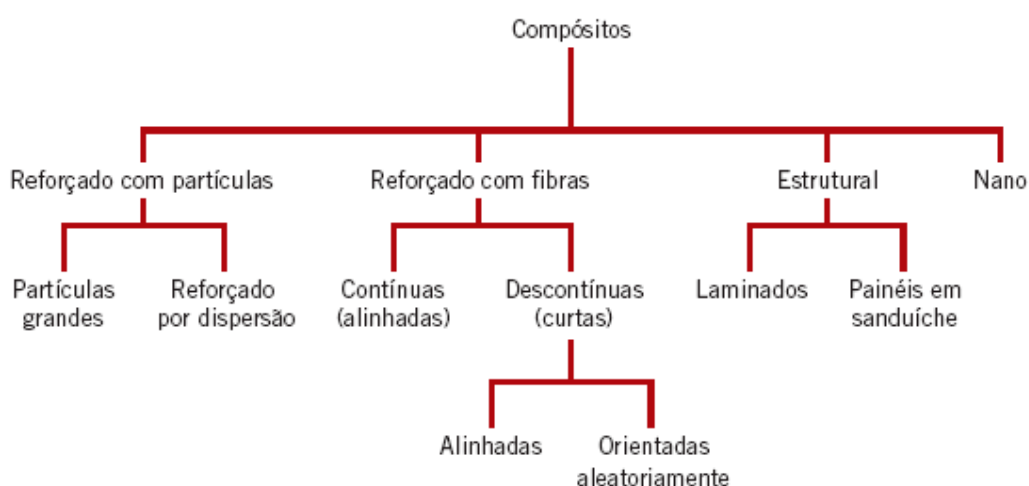 Compósitos
Reforçado com partículas
Reforçado com fibras
Estrutural
Nano
Partículas
grandes
Reforçado
por dispersão
Contínuas
(alinhadas)
Descontínuas
(curtas)
Laminados
Painéis em
sanduíche
Alinhadas
Orientadas
aleatoriamente